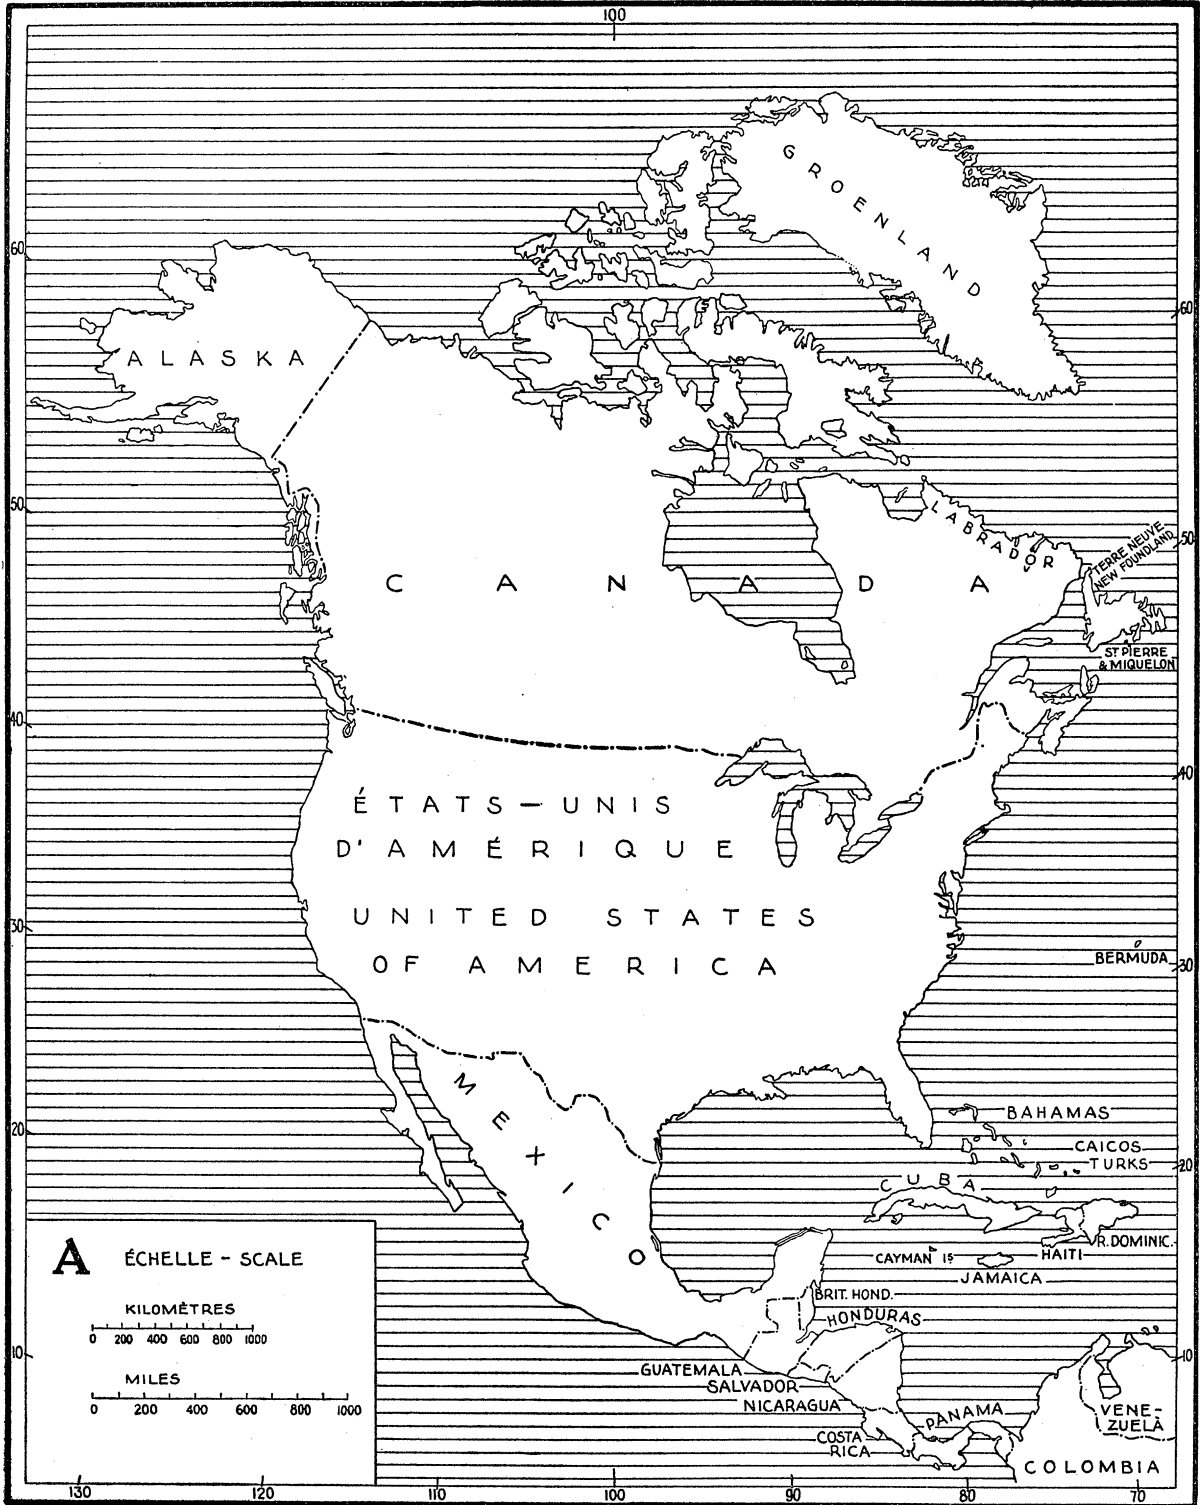 100
GROENLAND
60
60
ALASKA
50
LABRADOR
50
TERRE NEUVE
NEW FOUNDLAND
CANADA
ST PIERRE
& MIQUELON
40
40
ÉTATS-UNIS
D'AMÉRIQUE
UNITED STATES
OF AMERICA
30
BERMUDA
30
MEXICO
BAHAMAS
20
CAICOS
TURKS
20
CUBA
R. DOMINIC.
HAITI
CAYMAN IS
JAMAICA
A
ÉCHELLE - SCALE
BRIT. HOND.
HONDURAS
KILOMÈTRES
0 200 400 600 800 1000
10
10
GUATEMALA
SALVADOR
MILES
NICARAGUA
0 200 400 600 800 1000
PANAMA
VENE-
ZUELA
COSTA
RICA
COLOMBIA
130 120 110 100 90 80 70